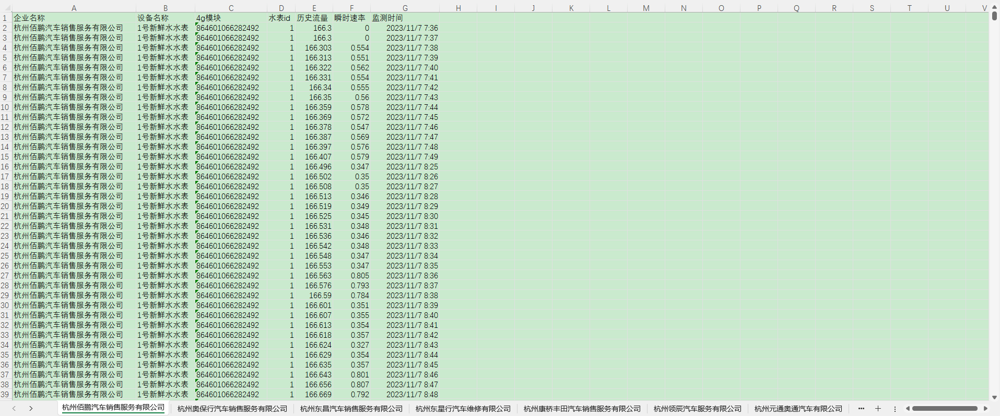 A B C D E F G H I J K L M N O P Q R S T U V
1 企业名称 设备名称 4g模块 水表id 历史流量 瞬时速率 监测时间
2 杭州佰鹏汽车销售服务有限公司 1号新鲜水水表 864601066282492 1 166.3 0 2023/11/7 7:36
3 杭州佰鹏汽车销售服务有限公司 1号新鲜水水表 864601066282492 1 166.3 0 2023/11/7 7:37
4 杭州佰鹏汽车销售服务有限公司 1号新鲜水水表 864601066282492 1 166.303 0.554 2023/11/7 7:38
5 杭州佰鹏汽车销售服务有限公司 1号新鲜水水表 864601066282492 1 166.313 0.551 2023/11/7 7:39
6 杭州佰鹏汽车销售服务有限公司 1号新鲜水水表 864601066282492 1 166.322 0.562 2023/11/7 7:40
7 杭州佰鹏汽车销售服务有限公司 1号新鲜水水表 864601066282492 1 166.331 0.554 2023/11/7 7:41
8 杭州佰鹏汽车销售服务有限公司 1号新鲜水水表 864601066282492 1 166.34 0.555 2023/11/7 7:42
9 杭州佰鹏汽车销售服务有限公司 1号新鲜水水表 864601066282492 1 166.35 0.56 2023/11/7 7:43
10 杭州佰鹏汽车销售服务有限公司 1号新鲜水水表 864601066282492 1 166.359 0.578 2023/11/7 7:44
11 杭州佰鹏汽车销售服务有限公司 1号新鲜水水表 864601066282492 1 166.369 0.572 2023/11/7 7:45
12 杭州佰鹏汽车销售服务有限公司 1号新鲜水水表 864601066282492 1 166.378 0.547 2023/11/7 7:46
13 杭州佰鹏汽车销售服务有限公司 1号新鲜水水表 864601066282492 1 166.387 0.569 2023/11/7 7:47
14 杭州佰鹏汽车销售服务有限公司 1号新鲜水水表 864601066282492 1 166.397 0.576 2023/11/7 7:48
15 杭州佰鹏汽车销售服务有限公司 1号新鲜水水表 864601066282492 1 166.407 0.579 2023/11/7 7:49
16 杭州佰鹏汽车销售服务有限公司 1号新鲜水水表 864601066282492 1 166.496 0.347 2023/11/7 8:25
17 杭州佰鹏汽车销售服务有限公司 1号新鲜水水表 864601066282492 1 166.502 0.35 2023/11/7 8:26
18 杭州佰鹏汽车销售服务有限公司 1号新鲜水水表 864601066282492 1 166.508 0.35 2023/11/7 8:27
19 杭州佰鹏汽车销售服务有限公司 1号新鲜水水表 864601066282492 1 166.513 0.346 2023/11/7 8:28
20 杭州佰鹏汽车销售服务有限公司 1号新鲜水水表 864601066282492 1 166.519 0.349 2023/11/7 8:29
21 杭州佰鹏汽车销售服务有限公司 1号新鲜水水表 864601066282492 1 166.525 0.345 2023/11/7 8:30
22 杭州佰鹏汽车销售服务有限公司 1号新鲜水水表 864601066282492 1 166.531 0.348 2023/11/7 8:31
23 杭州佰鹏汽车销售服务有限公司 1号新鲜水水表 864601066282492 1 166.536 0.346 2023/11/7 8:32
24 杭州佰鹏汽车销售服务有限公司 1号新鲜水水表 864601066282492 1 166.542 0.348 2023/11/7 8:33
25 杭州佰鹏汽车销售服务有限公司 1号新鲜水水表 864601066282492 1 166.548 0.347 2023/11/7 8:34
26 杭州佰鹏汽车销售服务有限公司 1号新鲜水水表 864601066282492 1 166.553 0.347 2023/11/7 8:35
27 杭州佰鹏汽车销售服务有限公司 1号新鲜水水表 864601066282492 1 166.563 0.805 2023/11/7 8:36
28 杭州佰鹏汽车销售服务有限公司 1号新鲜水水表 864601066282492 1 166.576 0.793 2023/11/7 8:37
29 杭州佰鹏汽车销售服务有限公司 1号新鲜水水表 864601066282492 1 166.59 0.784 2023/11/7 8:38
30 杭州佰鹏汽车销售服务有限公司 1号新鲜水水表 864601066282492 1 166.601 0.351 2023/11/7 8:39
31 杭州佰鹏汽车销售服务有限公司 1号新鲜水水表 864601066282492 1 166.607 0.355 2023/11/7 8:40
32 杭州佰鹏汽车销售服务有限公司 1号新鲜水水表 864601066282492 1 166.613 0.354 2023/11/7 8:41
33 杭州佰鹏汽车销售服务有限公司 1号新鲜水水表 864601066282492 1 166.618 0.357 2023/11/7 8:42
34 杭州佰鹏汽车销售服务有限公司 1号新鲜水水表 864601066282492 1 166.624 0.327 2023/11/7 8:43
35 杭州佰鹏汽车销售服务有限公司 1号新鲜水水表 864601066282492 1 166.629 0.354 2023/11/7 8:44
36 杭州佰鹏汽车销售服务有限公司 1号新鲜水水表 864601066282492 1 166.635 0.357 2023/11/7 8:45
37 杭州佰鹏汽车销售服务有限公司 1号新鲜水水表 864601066282492 1 166.643 0.801 2023/11/7 8:46
38 杭州佰鹏汽车销售服务有限公司 1号新鲜水水表 864601066282492 1 166.656 0.807 2023/11/7 8:47
39 杭州佰鹏汽车销售服务有限公司 1号新鲜水水表 864601066282492 1 166.669 0.792 2023/11/7 8:48
杭州佰鹏汽车销售服务有限公司 杭州奥保行汽车销售服务有限公司 杭州东昌汽车销售服务有限公司 杭州东星行汽车维修有限公司 杭州康桥丰田汽车销售服务有限公司 杭州领辰汽车服务有限公司 杭州元通奥通汽车有限公司